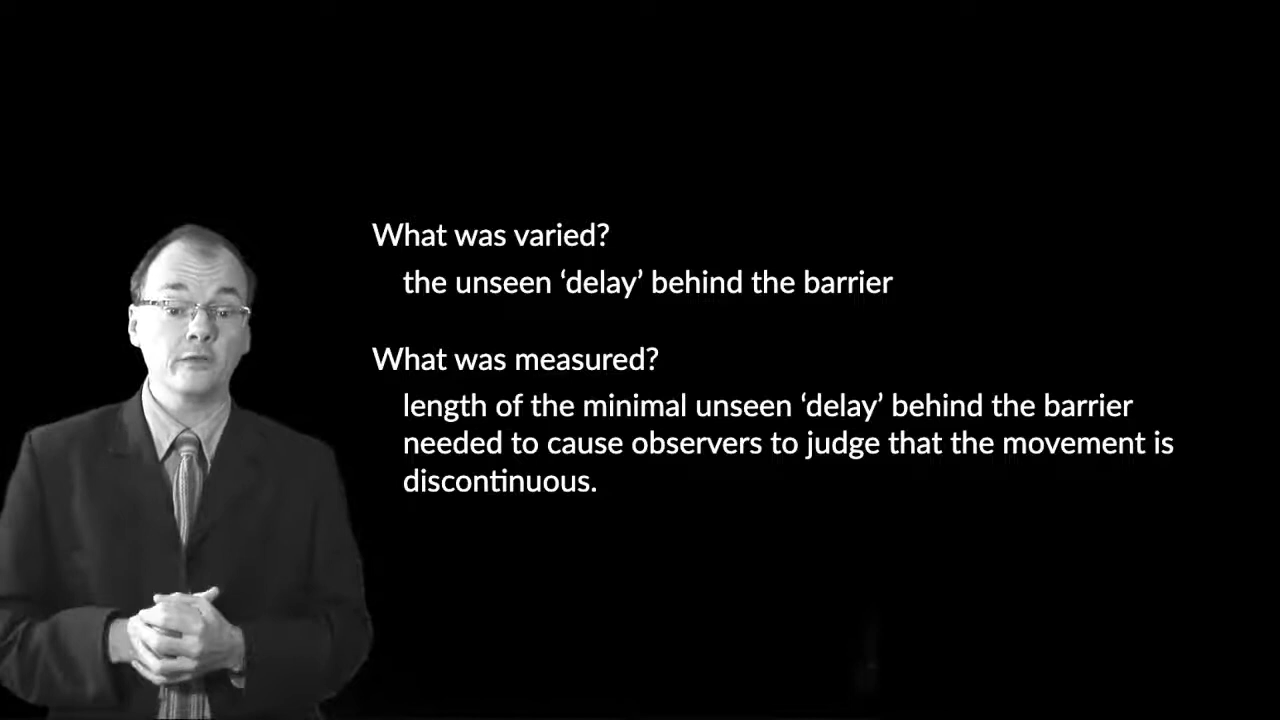 What was varied?
the unseen ‘delay’ behind the barrier
What was measured?
length of the minimal unseen ‘delay’ behind the barrier
needed to cause observers to judge that the movement is
discontinuous.